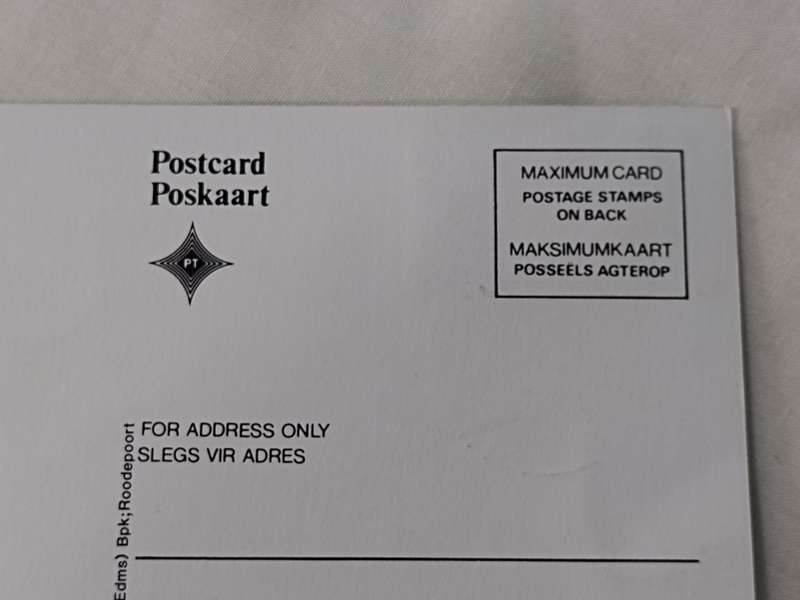 Postcard
Poskaart
PT
MAXIMUM CARD
POSTAGE STAMPS
ON BACK
MAKSIMUMKAART
POSSEËLS AGTEROP
FOR ADDRESS ONLY
SLEGS VIR ADRES
Edms) Bpk;Roodepoort